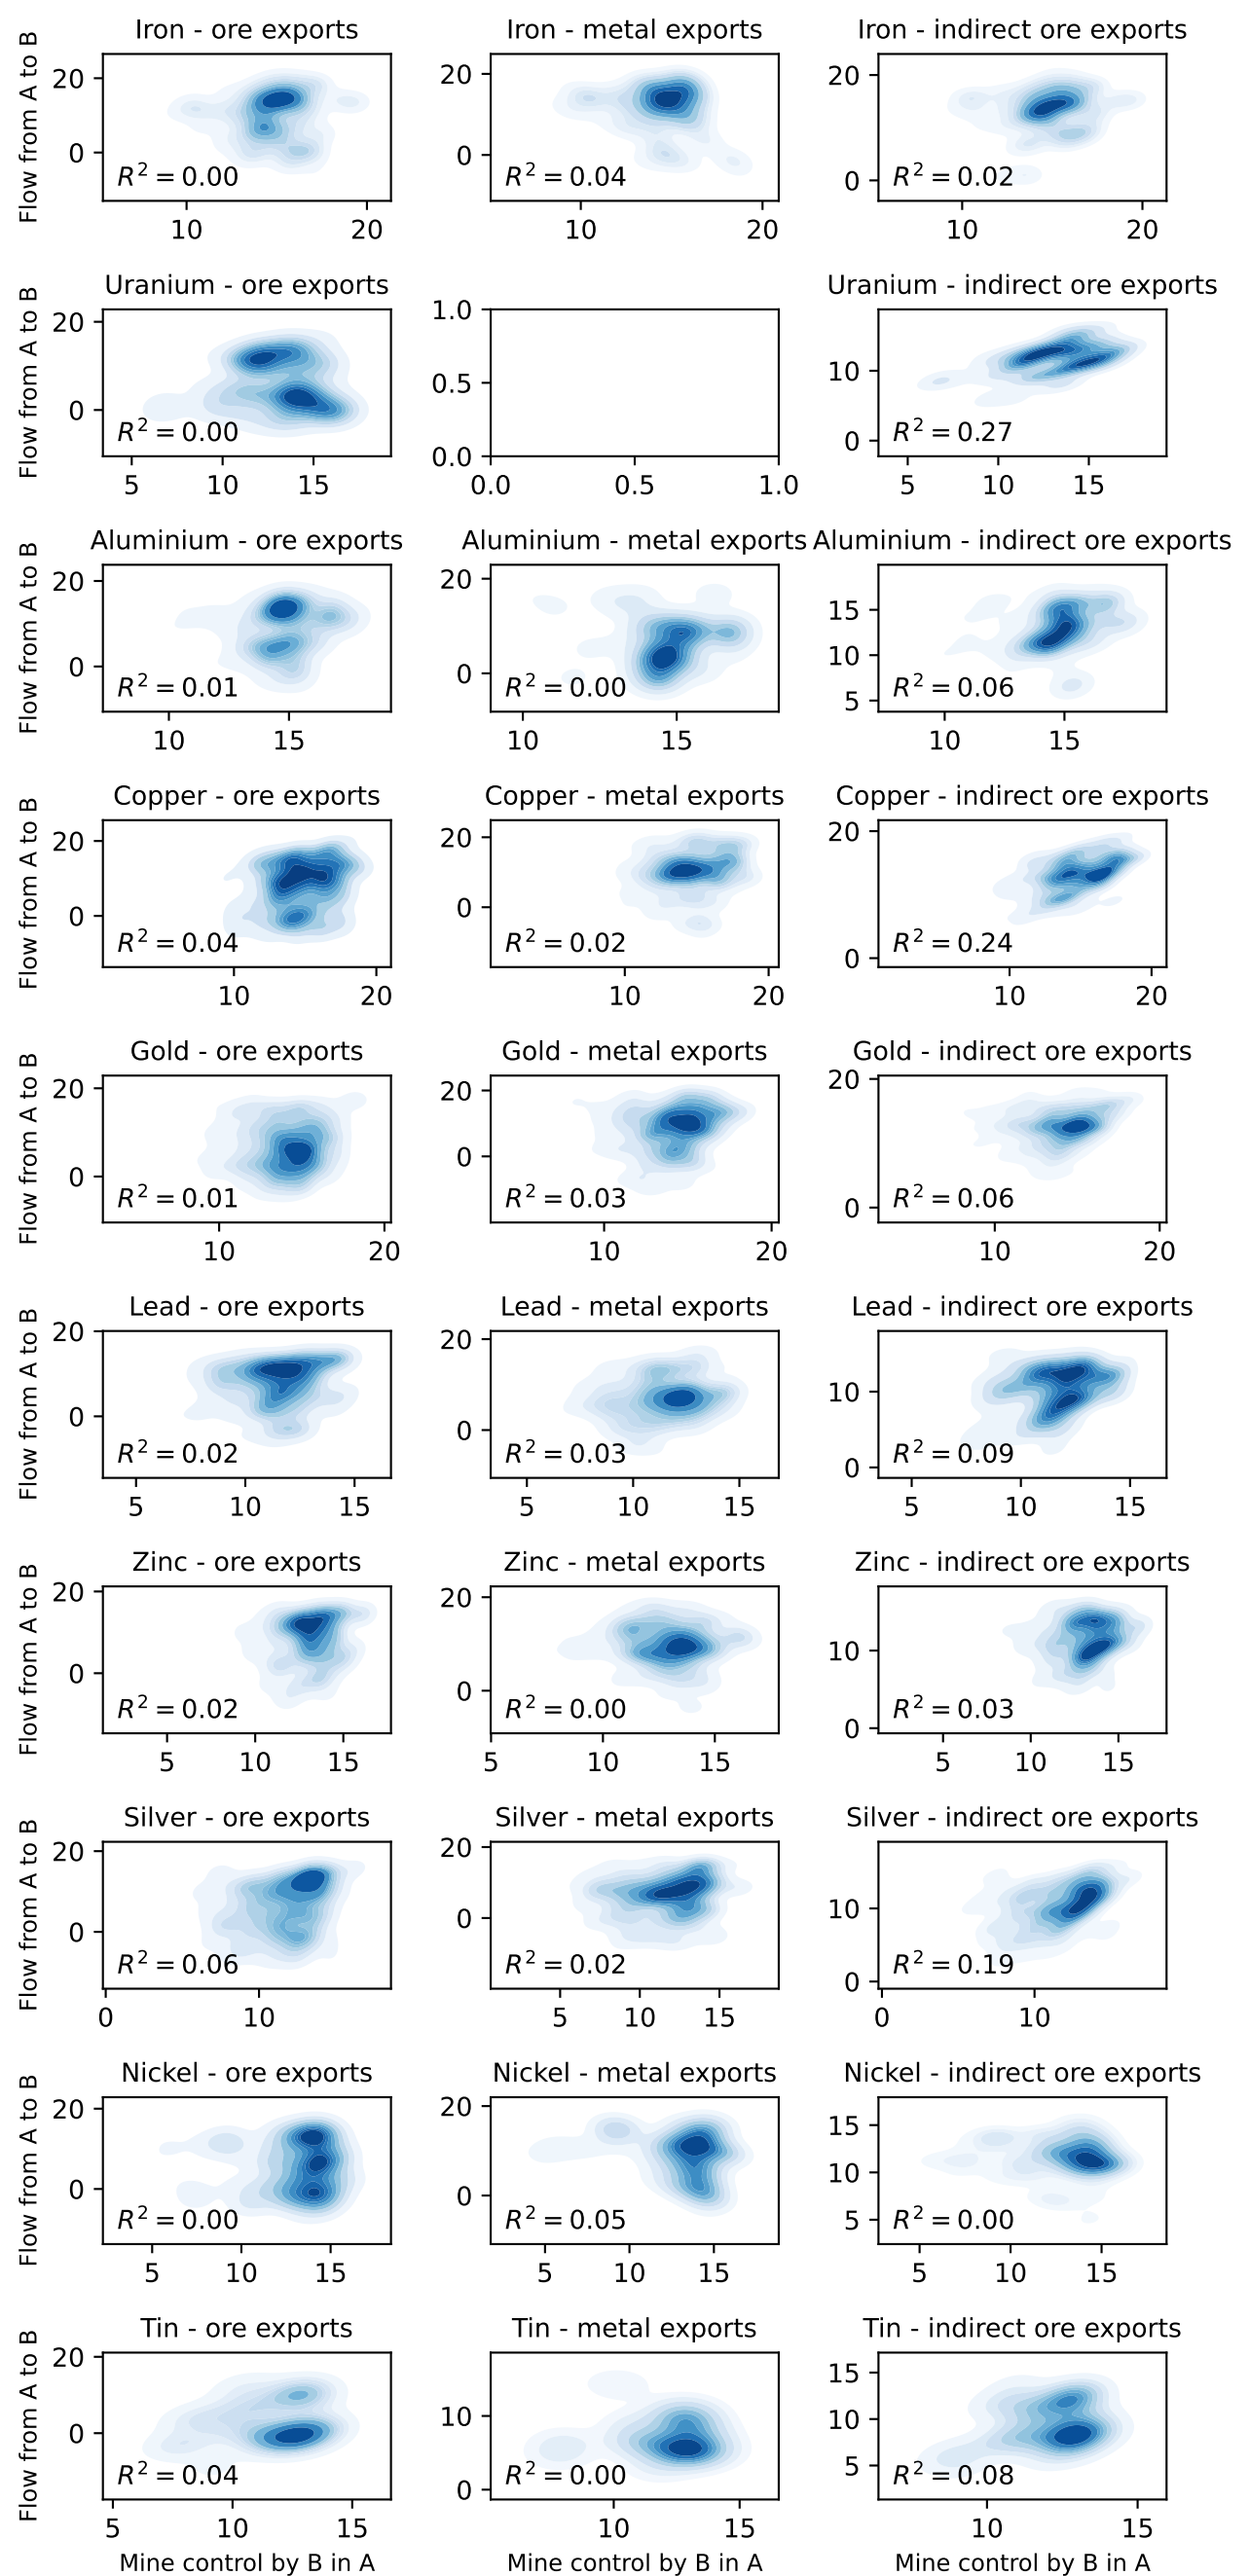 Iron - ore exports
Iron - metal exports
Iron - indirect ore exports
Flow from A to B
20
0
R² = 0.00
10
20
20
0
R² = 0.04
10
20
20
0
R² = 0.02
10
20
Uranium - ore exports
Uranium - indirect ore exports
Flow from A to B
20
0
R² = 0.00
5
10
15
1.0
0.5
0.0
0.0
0.5
1.0
10
0
R² = 0.27
5
10
15
Aluminium - ore exports
Aluminium - metal exports
Aluminium - indirect ore exports
Flow from A to B
20
0
R² = 0.01
10
15
20
0
R² = 0.00
10
15
15
10
5
R² = 0.06
10
15
Copper - ore exports
Copper - metal exports
Copper - indirect ore exports
Flow from A to B
20
0
R² = 0.04
10
20
20
0
R² = 0.02
10
20
20
0
R² = 0.24
10
20
Gold - ore exports
Gold - metal exports
Gold - indirect ore exports
Flow from A to B
20
0
R² = 0.01
10
20
20
0
R² = 0.03
10
20
20
0
R² = 0.06
10
20
Lead - ore exports
Lead - metal exports
Lead - indirect ore exports
Flow from A to B
20
0
R² = 0.02
5
10
15
20
0
R² = 0.03
5
10
15
10
0
R² = 0.09
5
10
15
Zinc - ore exports
Zinc - metal exports
Zinc - indirect ore exports
Flow from A to B
20
0
R² = 0.02
5
10
15
20
0
R² = 0.00
5
10
15
10
0
R² = 0.03
5
10
15
Silver - ore exports
Silver - metal exports
Silver - indirect ore exports
Flow from A to B
20
0
R² = 0.06
0
10
20
0
R² = 0.02
5
10
15
10
0
R² = 0.19
0
10
Nickel - ore exports
Nickel - metal exports
Nickel - indirect ore exports
Flow from A to B
20
0
R² = 0.00
5
10
15
20
0
R² = 0.05
5
10
15
15
10
5
R² = 0.00
5
10
15
Tin - ore exports
Tin - metal exports
Tin - indirect ore exports
Flow from A to B
20
0
R² = 0.04
5
10
15
10
0
R² = 0.00
10
15
15
10
5
R² = 0.08
10
15
Mine control by B in A
Mine control by B in A
Mine control by B in A